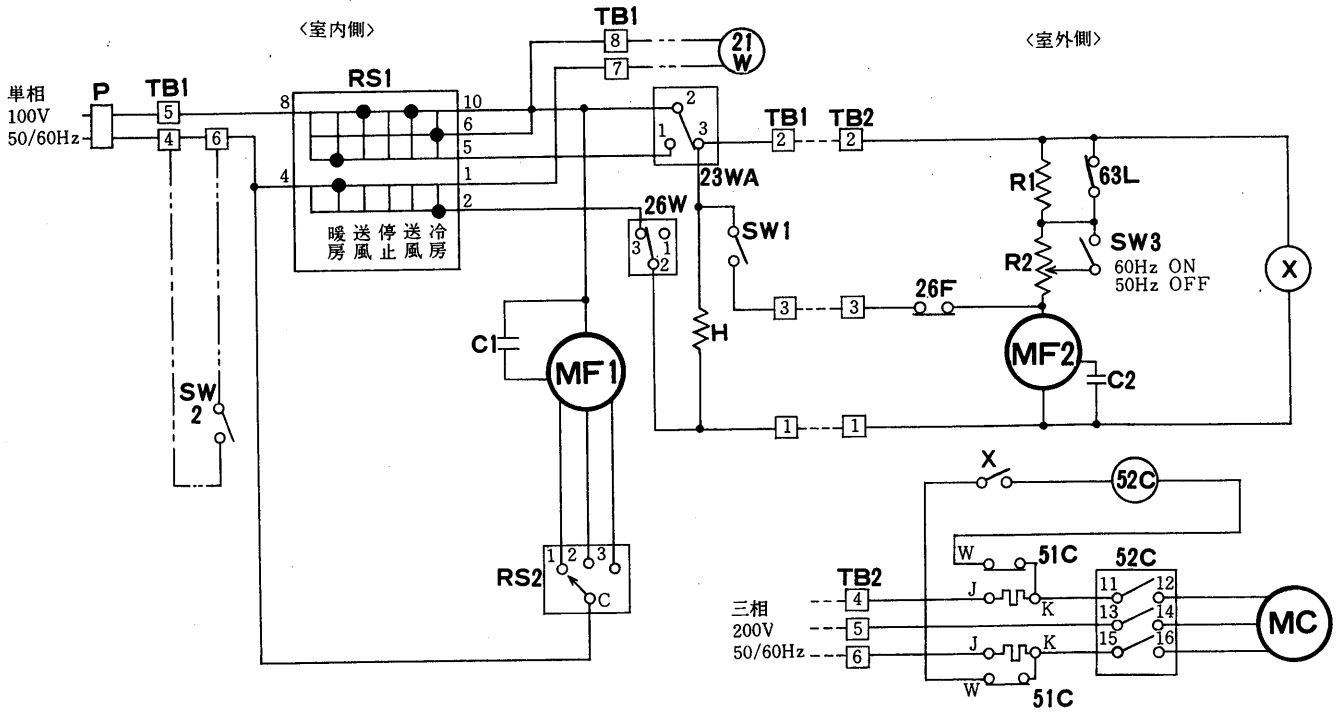 〈室内側〉
〈室外側〉
単相
100V
50/60Hz
P
TB1
5
4
6
SW
2
RS1
8
4
10
6
5
1
2
暖房
送風
停止
送風
冷房
TB1
8
7
21
W
2
1
3
23WA
26W
3
1
2
SW1
H
C1
MF1
RS2
1 2 3
C
TB1
2
3
1
TB2
2
3
1
26F
R1
63L
R2
SW3
60Hz ON
50Hz OFF
X
MF2
C2
X
52C
W
51C
J
K
52C
11 12
13 14
15 16
MC
三相
200V
50/60Hz
TB2
4
5
6
J
K
W
51C